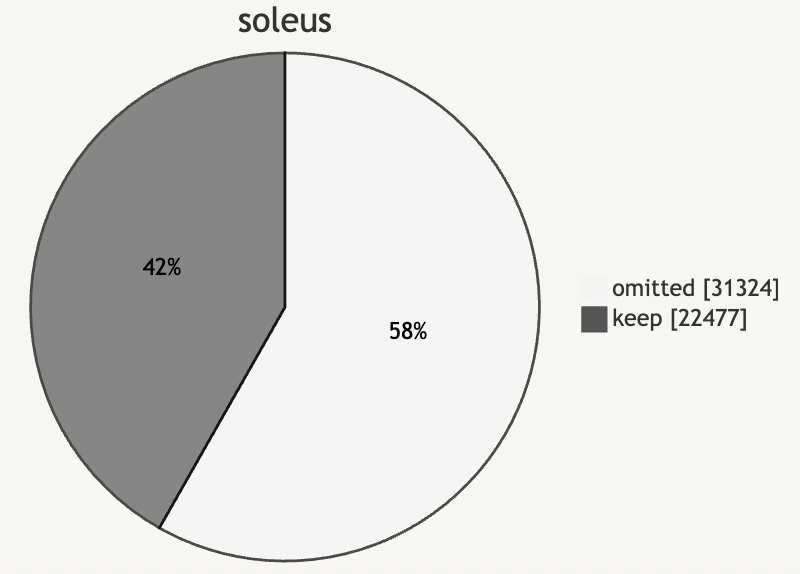 soleus
42%
58%
omitted [31324]
keep [22477]